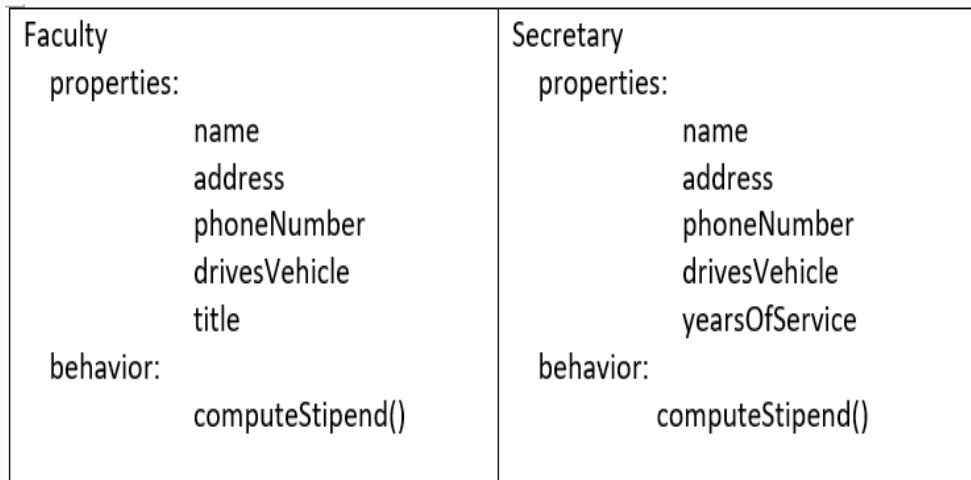 Faculty
properties:
name
address
phoneNumber
drivesVehicle
title
behavior:
computeStipend()
Secretary
properties:
name
address
phoneNumber
drivesVehicle
yearsOfService
behavior:
computeStipend()